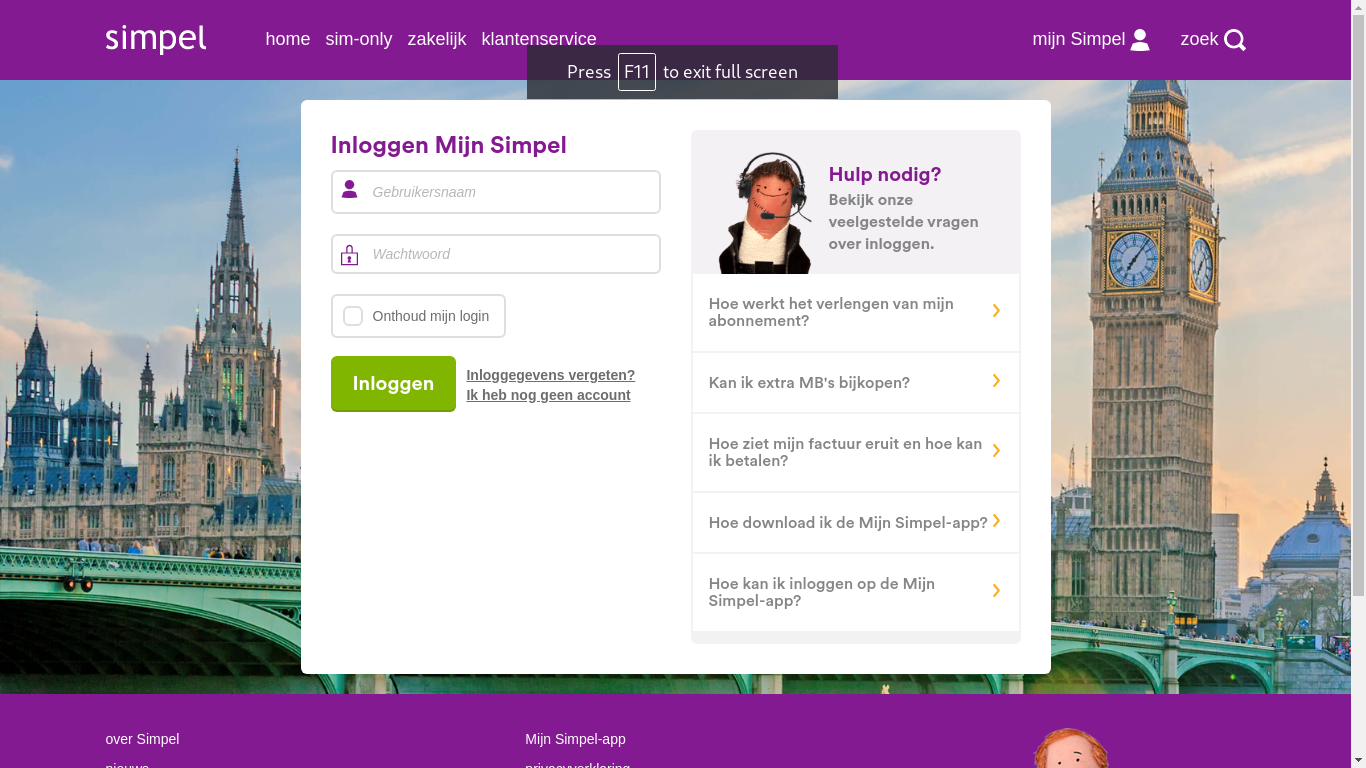 simpel
home sim-only zakelijk klantenservice
mijn Simpel
zoek
Press F11 to exit full screen
Inloggen Mijn Simpel
Gebruikersnaam
Wachtwoord
Onthoud mijn login
Inloggen
Inloggegevens vergeten?
Ik heb nog geen account
Hulp nodig?
Bekijk onze
veelgestelde vragen
over inloggen.
Hoe werkt het verlengen van mijn
abonnement?
Kan ik extra MB's bijkopen?
Hoe ziet mijn factuur eruit en hoe kan
ik betalen?
Hoe download ik de Mijn Simpel-app?
Hoe kan ik inloggen op de Mijn
Simpel-app?
over Simpel
nieuws
Mijn Simpel-app
privacyverklaring